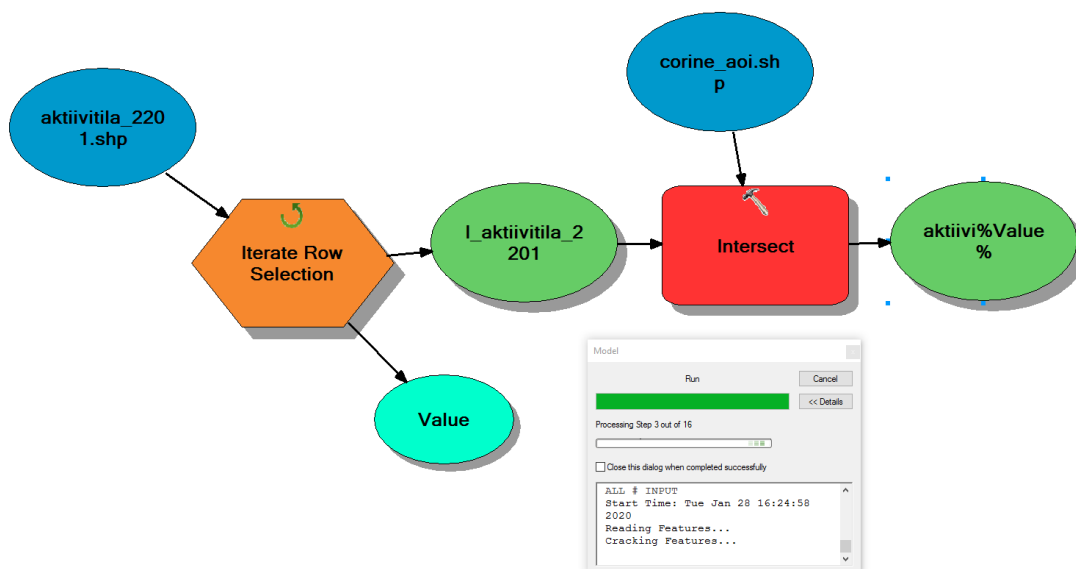 corine_aoi.sh
p
aktiivitila_220
1.shp
Iterate Row
Selection
I_aktiivitila_2
201
Intersect
aktiivi%Value
%
Value
Model
Run
Cancel
<< Details
Processing Step 3 out of 16
Close this dialog when completed successfully
ALL # INPUT
Start Time: Tue Jan 28 16:24:58
2020
Reading Features...
Cracking Features...